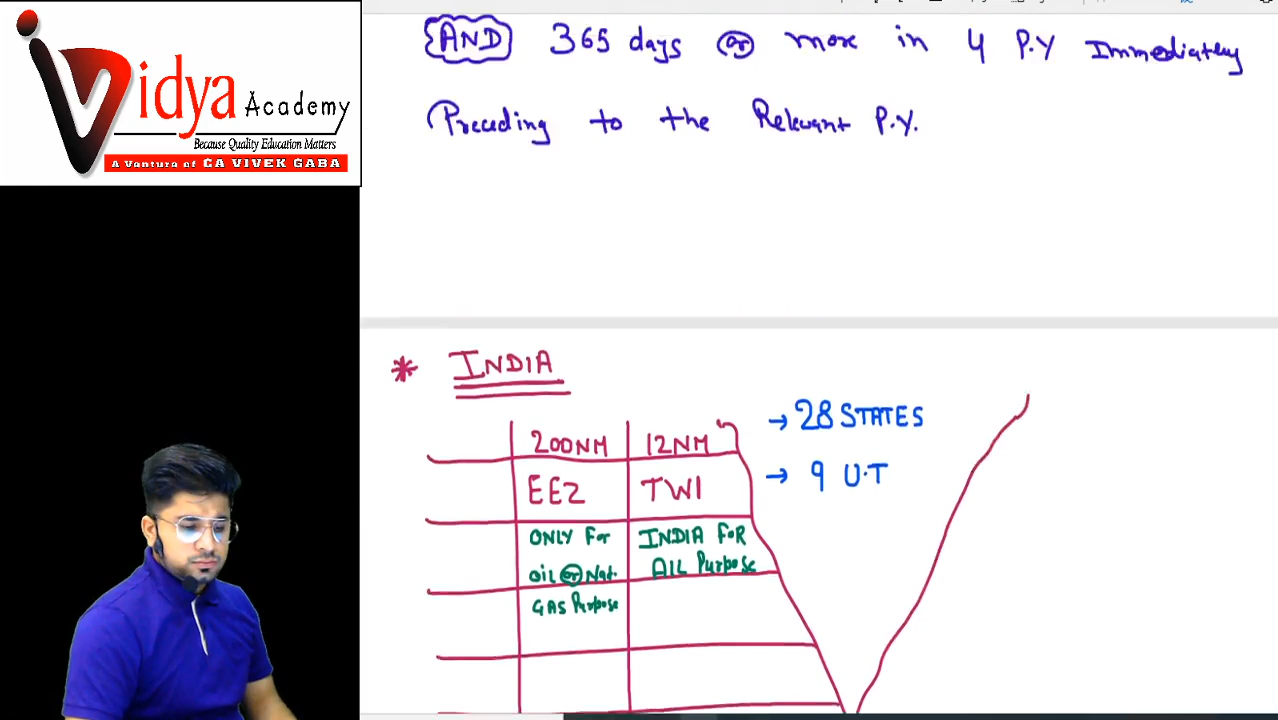 Vidya Academy
Because Quality Education Matters
A Ventura of CA VIVEK GABA
AND 365 days or more in 4 P.Y Immediately
Preceding to the Relevant P.Y.
* INDIA
200NM 12NM
EEZ TWI
ONLY For
Oil or Nat.
GAS Purpose
INDIA FOR
All Purpose
→ 28 STATES
→ 9 U.T